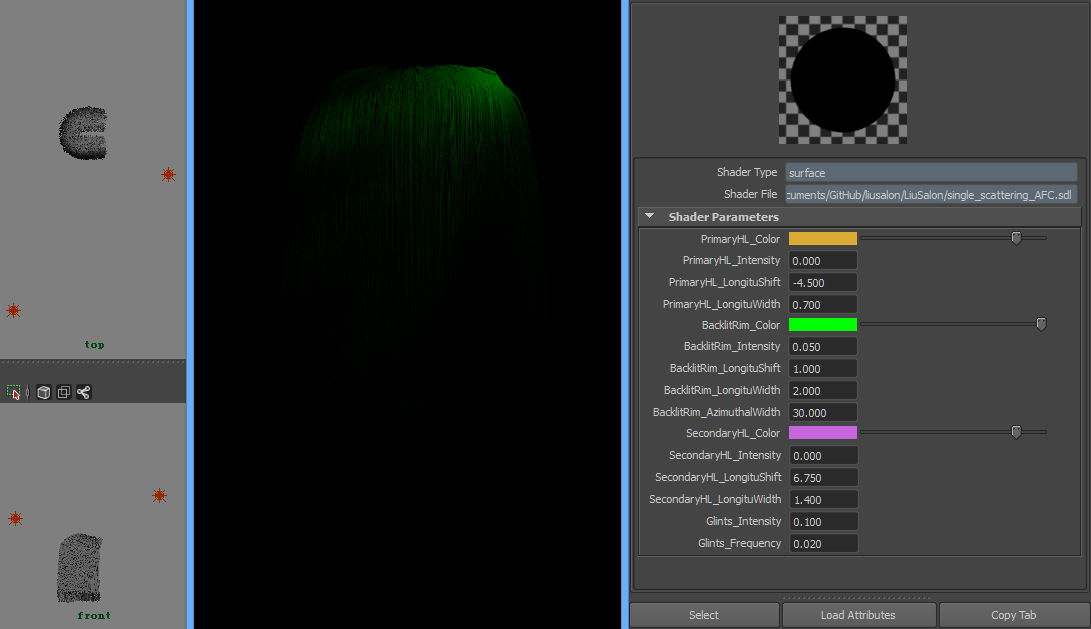 top
front
Shader Type surface
Shader File cuments/GitHub/liusalon/LiuSalon/single_scattering_AFC.sdl
Shader Parameters
PrimaryHL_Color
PrimaryHL_Intensity 0.000
PrimaryHL_LongituShift -4.500
PrimaryHL_LongituWidth 0.700
BacklitRim_Color
BacklitRim_Intensity 0.050
BacklitRim_LongituShift 1.000
BacklitRim_LongituWidth 2.000
BacklitRim_AzimuthalWidth 30.000
SecondaryHL_Color
SecondaryHL_Intensity 0.000
SecondaryHL_LongituShift 6.750
SecondaryHL_LongituWidth 1.400
Glints_Intensity 0.100
Glints_Frequency 0.020
Select Load Attributes Copy Tab